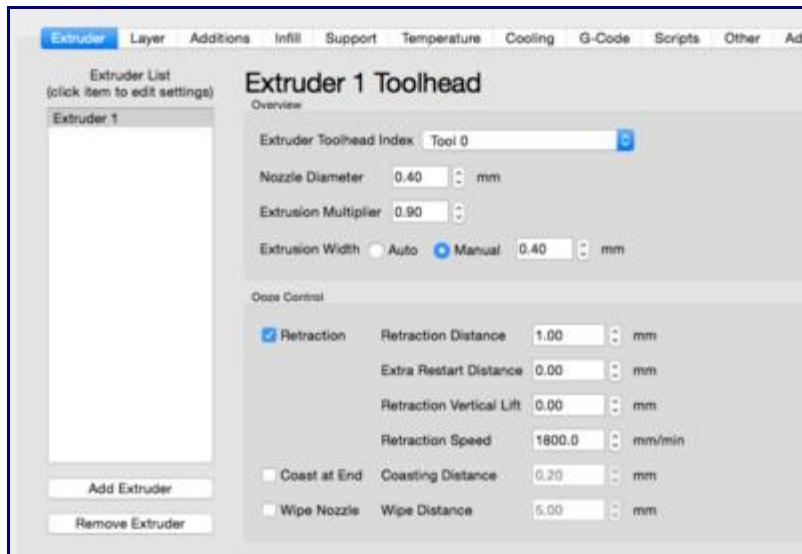 Extruder Layer Additions Infill Support Temperature Cooling G-Code Scripts Other Ad
Extruder List
(click item to edit settings)
Extruder 1
Add Extruder
Remove Extruder
Extruder 1 Toolhead
Overview
Extruder Toolhead Index Tool 0
Nozzle Diameter 0.40 mm
Extrusion Multiplier 0.90
Extrusion Width Auto Manual 0.40 mm
Ooze Control
Retraction Retraction Distance 1.00 mm
Extra Restart Distance 0.00 mm
Retraction Vertical Lift 0.00 mm
Retraction Speed 1800.0 mm/min
Coast at End Coasting Distance 0.20 mm
Wipe Nozzle Wipe Distance 5.00 mm